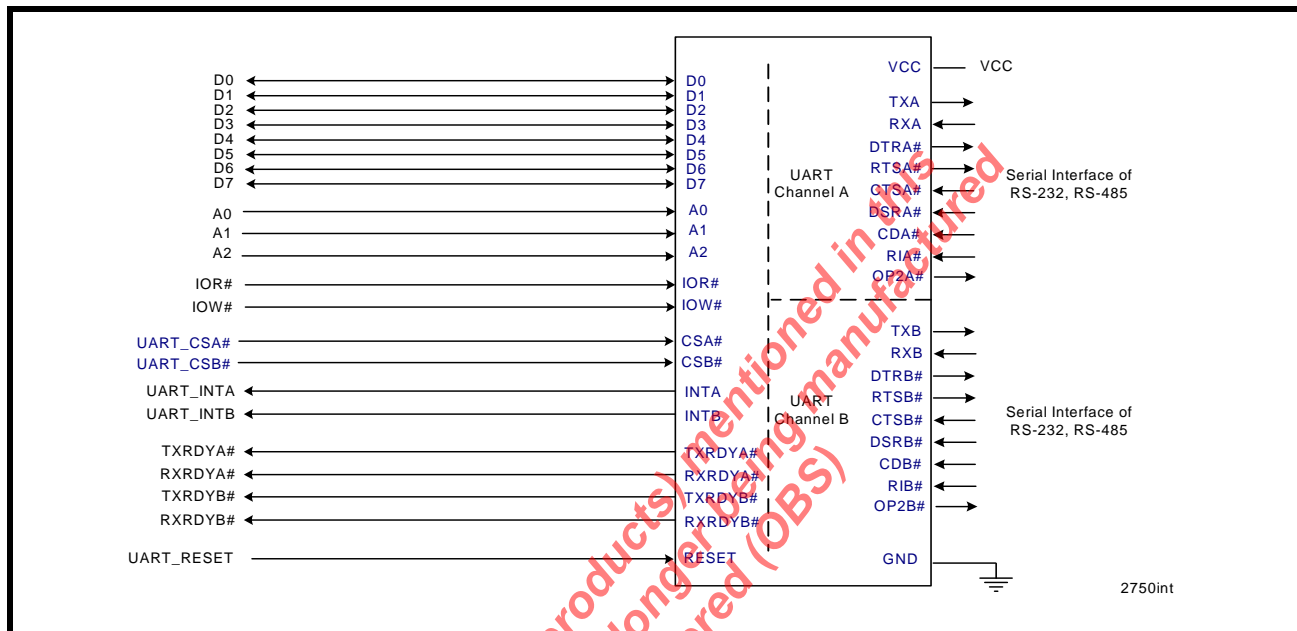 D0
D1
D2
D3
D4
D5
D6
D7
A0
A1
A2
IOR#
IOW#
UART_CSA#
UART_CSB#
UART_INTA
UART_INTB
TXRDYA#
RXRDYA#
TXRDYB#
RXRDYB#
UART_RESET
D0
D1
D2
D3
D4
D5
D6
D7
A0
A1
A2
IOR#
IOW#
CSA#
CSB#
INTA
INTB
TXRDYA#
RXRDYA#
TXRDYB#
RXRDYB#
RESET
UART
Channel A
UART
Channel B
VCC
TXA
RXA
DTRA#
RTSA#
CTSA#
DSRA#
CDA#
RIA#
OP2A#
TXB
RXB
DTRB#
RTSB#
CTSB#
DSRB#
CDB#
RIB#
OP2B#
GND
VCC
Serial Interface of
RS-232, RS-485
Serial Interface of
RS-232, RS-485
2750int
products) mentioned in this
longer being manufactured
ered (OBS)